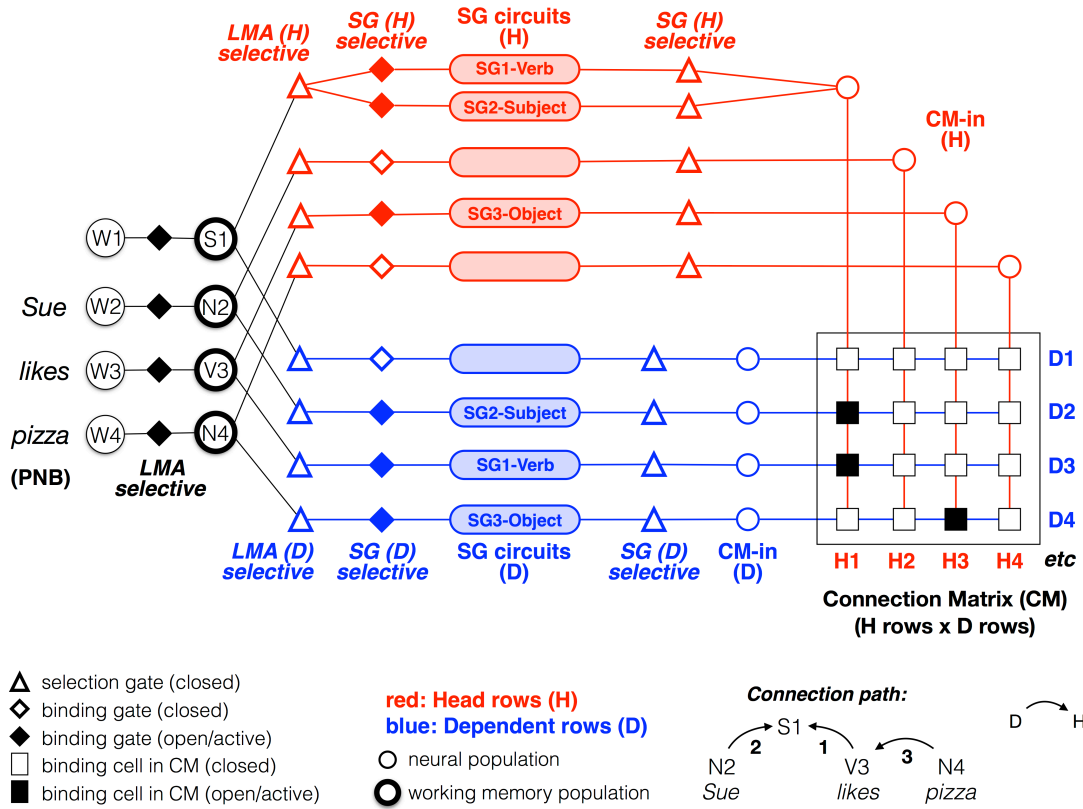 LMA (H)
selective
SG (H)
selective
SG circuits
(H)
SG (H)
selective
SG1-Verb
SG2-Subject
CM-in
(H)
SG3-Object
W1
S1
Sue
W2
N2
likes
W3
V3
pizza
W4
N4
(PNB)
LMA
selective
D1
SG2-Subject
D2
SG1-Verb
D3
SG3-Object
D4
LMA (D)
selective
SG (D)
selective
SG circuits
(D)
SG (D)
selective
CM-in
(D)
H1 H2 H3 H4 etc
Connection Matrix (CM)
(H rows x D rows)
selection gate (closed)
binding gate (closed)
binding gate (open/active)
binding cell in CM (closed)
binding cell in CM (open/active)
red: Head rows (H)
blue: Dependent rows (D)
neural population
working memory population
Connection path:
S1
2 1 3
N2 V3 N4
Sue likes pizza
D H